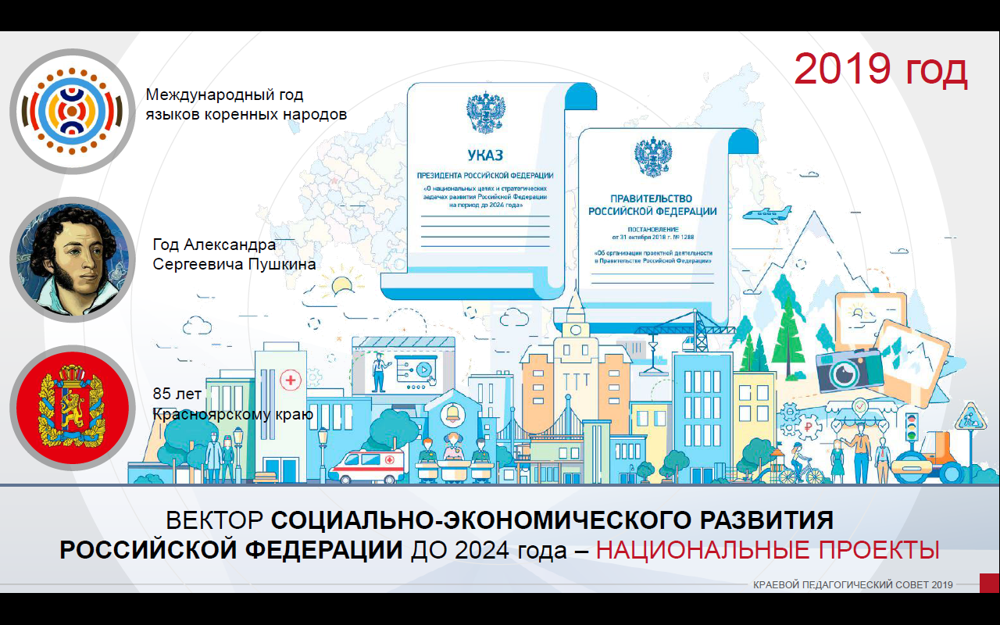 2019 год
Международный год
языков коренных народов
Год Александра
Сергеевича Пушкина
85 лет
Красноярскому краю
УКАЗ
ПРЕЗИДЕНТА РОССИЙСКОЙ ФЕДЕРАЦИИ
«О национальных целях и стратегических
задачах развития Российской Федерации
на период до 2024 года»
ПРАВИТЕЛЬСТВО
РОССИЙСКОЙ ФЕДЕРАЦИИ
ПОСТАНОВЛЕНИЕ
от 31 октября 2018 г. № 1288
«Об организации проектной деятельности
в Правительстве Российской Федерации»
ВЕКТОР СОЦИАЛЬНО-ЭКОНОМИЧЕСКОГО РАЗВИТИЯ
РОССИЙСКОЙ ФЕДЕРАЦИИ ДО 2024 года – НАЦИОНАЛЬНЫЕ ПРОЕКТЫ
КРАЕВОЙ ПЕДАГОГИЧЕСКИЙ СОВЕТ 2019